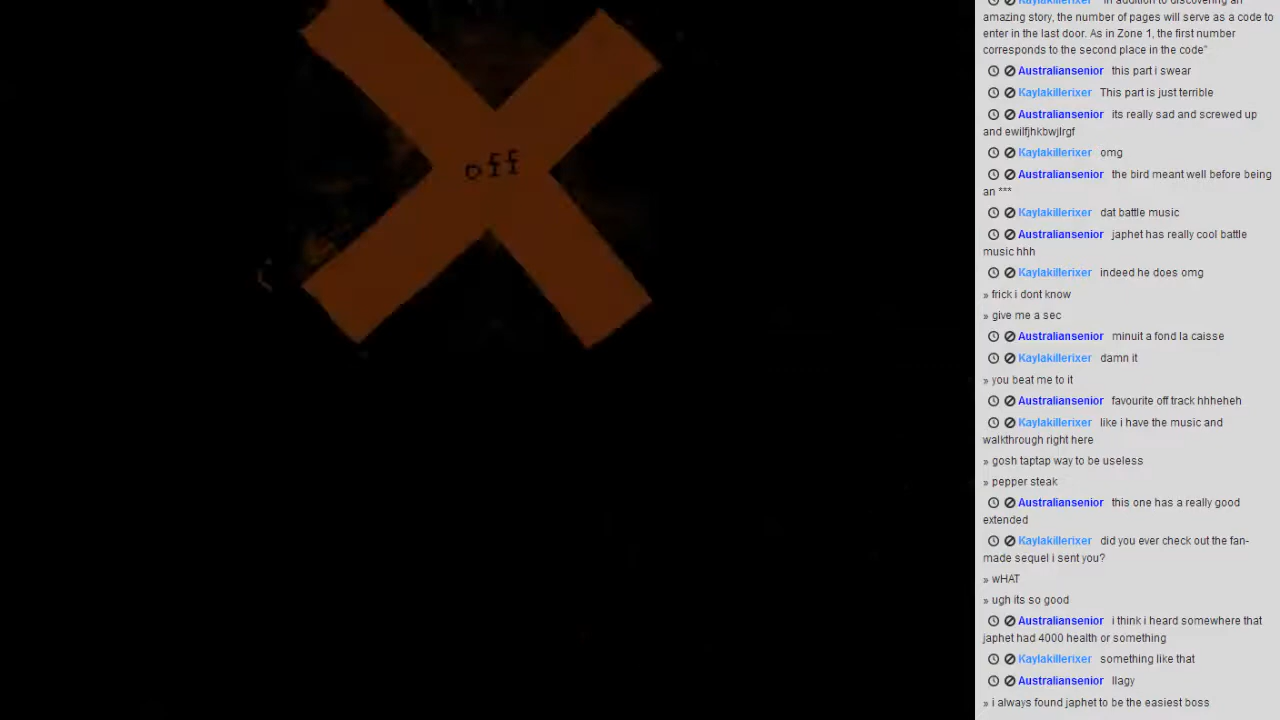 off
Kaylakillerixer "In addition to discovering an
amazing story, the number of pages will serve as a code to
enter in the last door. As in Zone 1, the first number
corresponds to the second place in the code"
Australiansenior this part i swear
Kaylakillerixer This part is just terrible
Australiansenior its really sad and screwed up
and ewilfjhkbwjlrgf
Kaylakillerixer omg
Australiansenior the bird meant well before being
an ***
Kaylakillerixer dat battle music
Australiansenior japhet has really cool battle
music hhh
Kaylakillerixer indeed he does omg
» frick i dont know
» give me a sec
Australiansenior minuit a fond la caisse
Kaylakillerixer damn it
» you beat me to it
Australiansenior favourite off track hhheheh
Kaylakillerixer like i have the music and
walkthrough right here
» gosh taptap way to be useless
» pepper steak
Australiansenior this one has a really good
extended
Kaylakillerixer did you ever check out the fan-
made sequel i sent you?
» wHAT
» ugh its so good
Australiansenior i think i heard somewhere that
japhet had 4000 health or something
Kaylakillerixer something like that
Australiansenior llagy
» i always found japhet to be the easiest boss